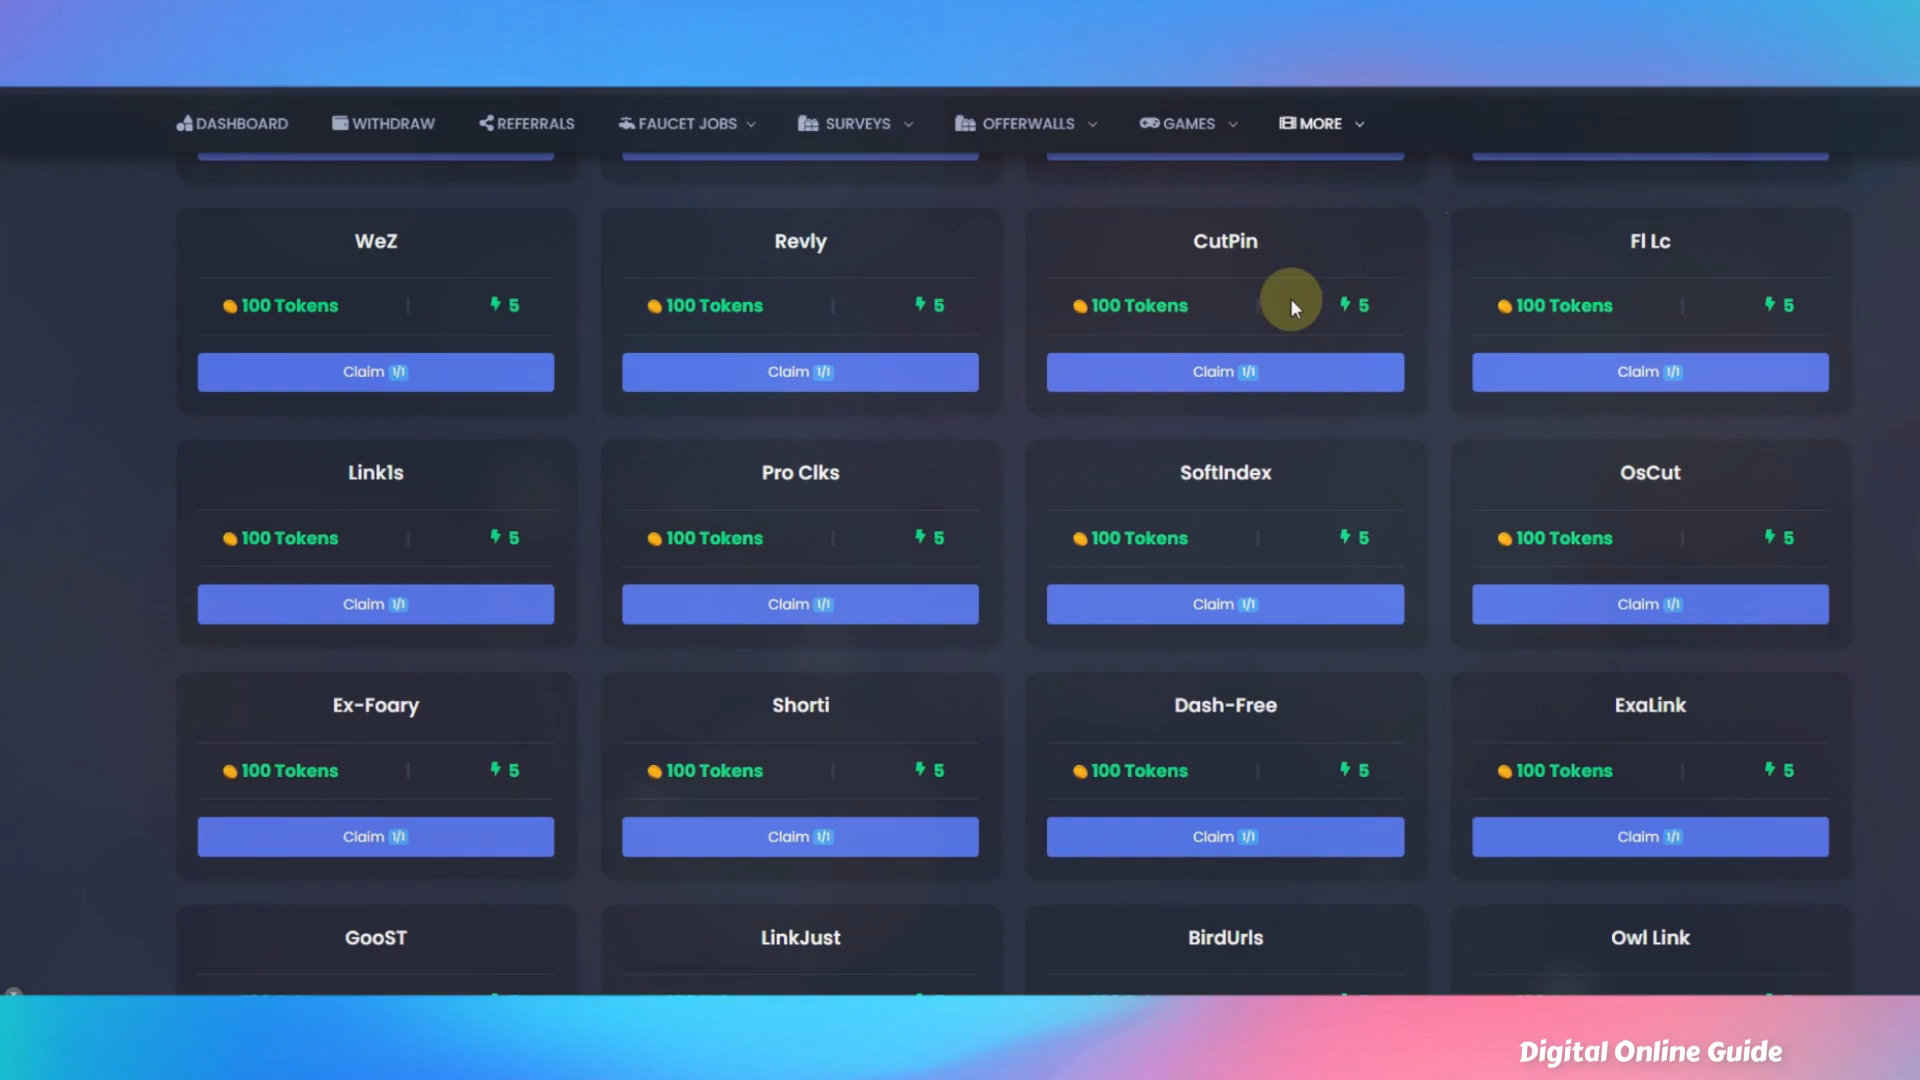 DASHBOARD WITHDRAW REFERRALS FAUCET JOBS SURVEYS OFFERWALLS GAMES MORE
WeZ Revly CutPin Fl Lc
100 Tokens 5 100 Tokens 5 100 Tokens 5 100 Tokens 5
Claim 1/1 Claim 1/1 Claim 1/1 Claim 1/1
Link1s Pro Clks SoftIndex OsCut
100 Tokens 5 100 Tokens 5 100 Tokens 5 100 Tokens 5
Claim 1/1 Claim 1/1 Claim 1/1 Claim 1/1
Ex-Foary Shorti Dash-Free ExaLink
100 Tokens 5 100 Tokens 5 100 Tokens 5 100 Tokens 5
Claim 1/1 Claim 1/1 Claim 1/1 Claim 1/1
GooST LinkJust BirdUrls Owl Link
Digital Online Guide